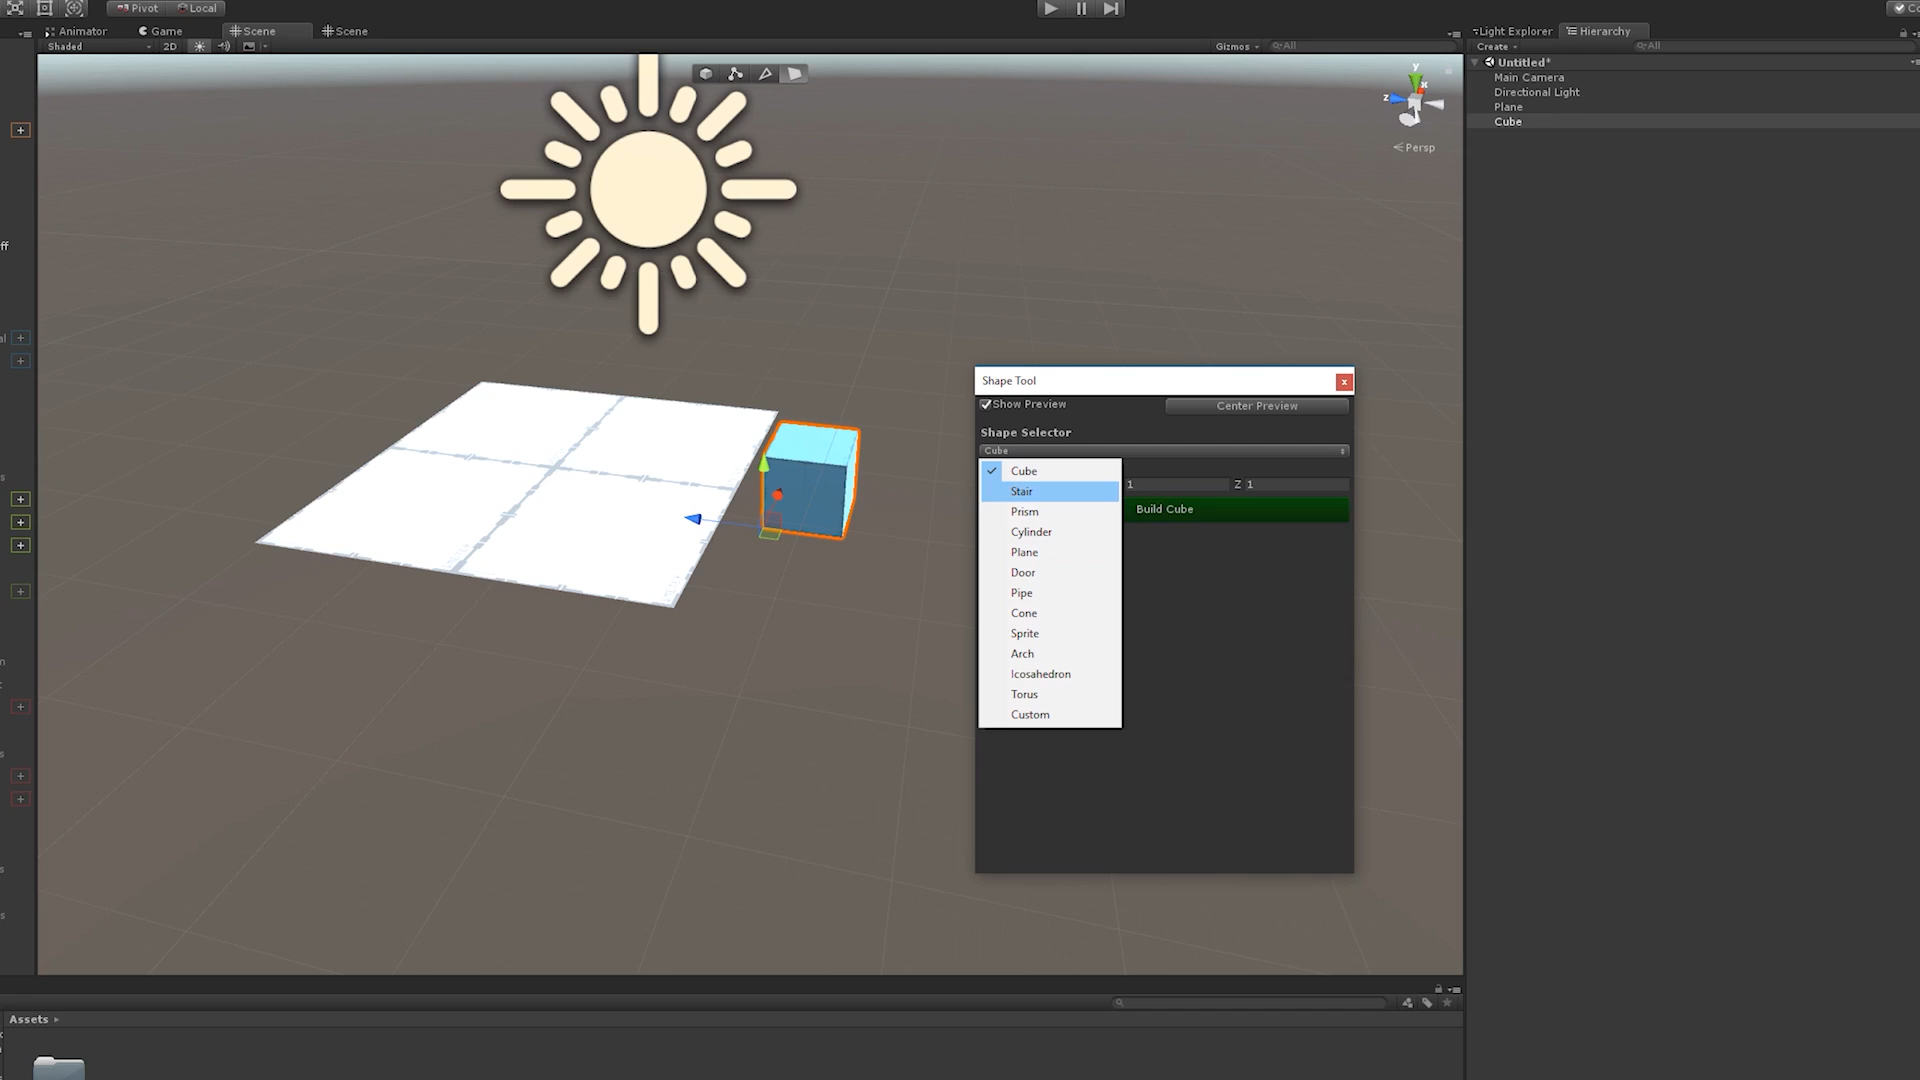 Pivot Local
Animator Game Scene Scene
Shaded 2D Gizmos All
y
x
z
Persp
ff
Light Explorer Hierarchy
Create All
Untitled*
Main Camera
Directional Light
Plane
Cube
Shape Tool x
Show Preview Center Preview
Shape Selector
Cube
Cube
Stair
Prism
Cylinder
Plane
Door
Pipe
Cone
Sprite
Arch
Icosahedron
Torus
Custom
1 Z 1
Build Cube
Assets